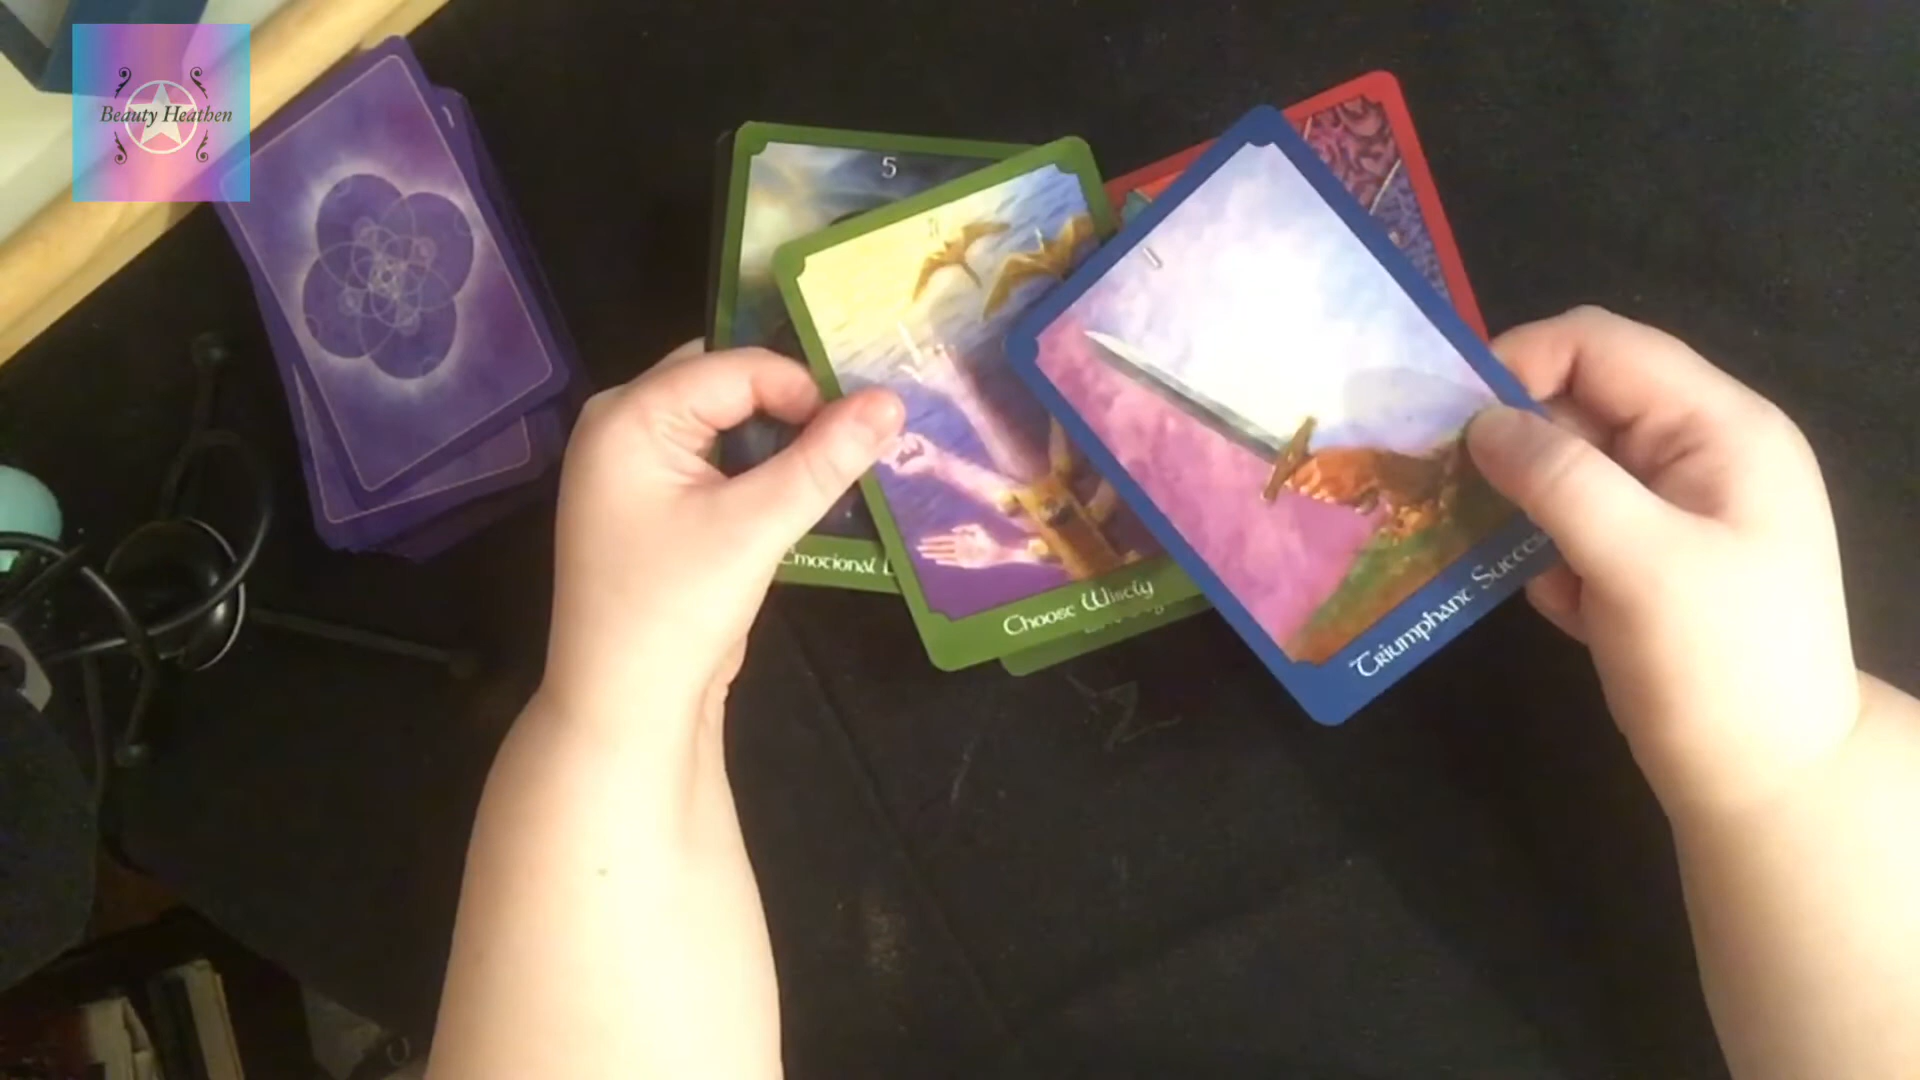 Beauty Heathen
5
Emotional
Choose Wisely
Triumphant Success